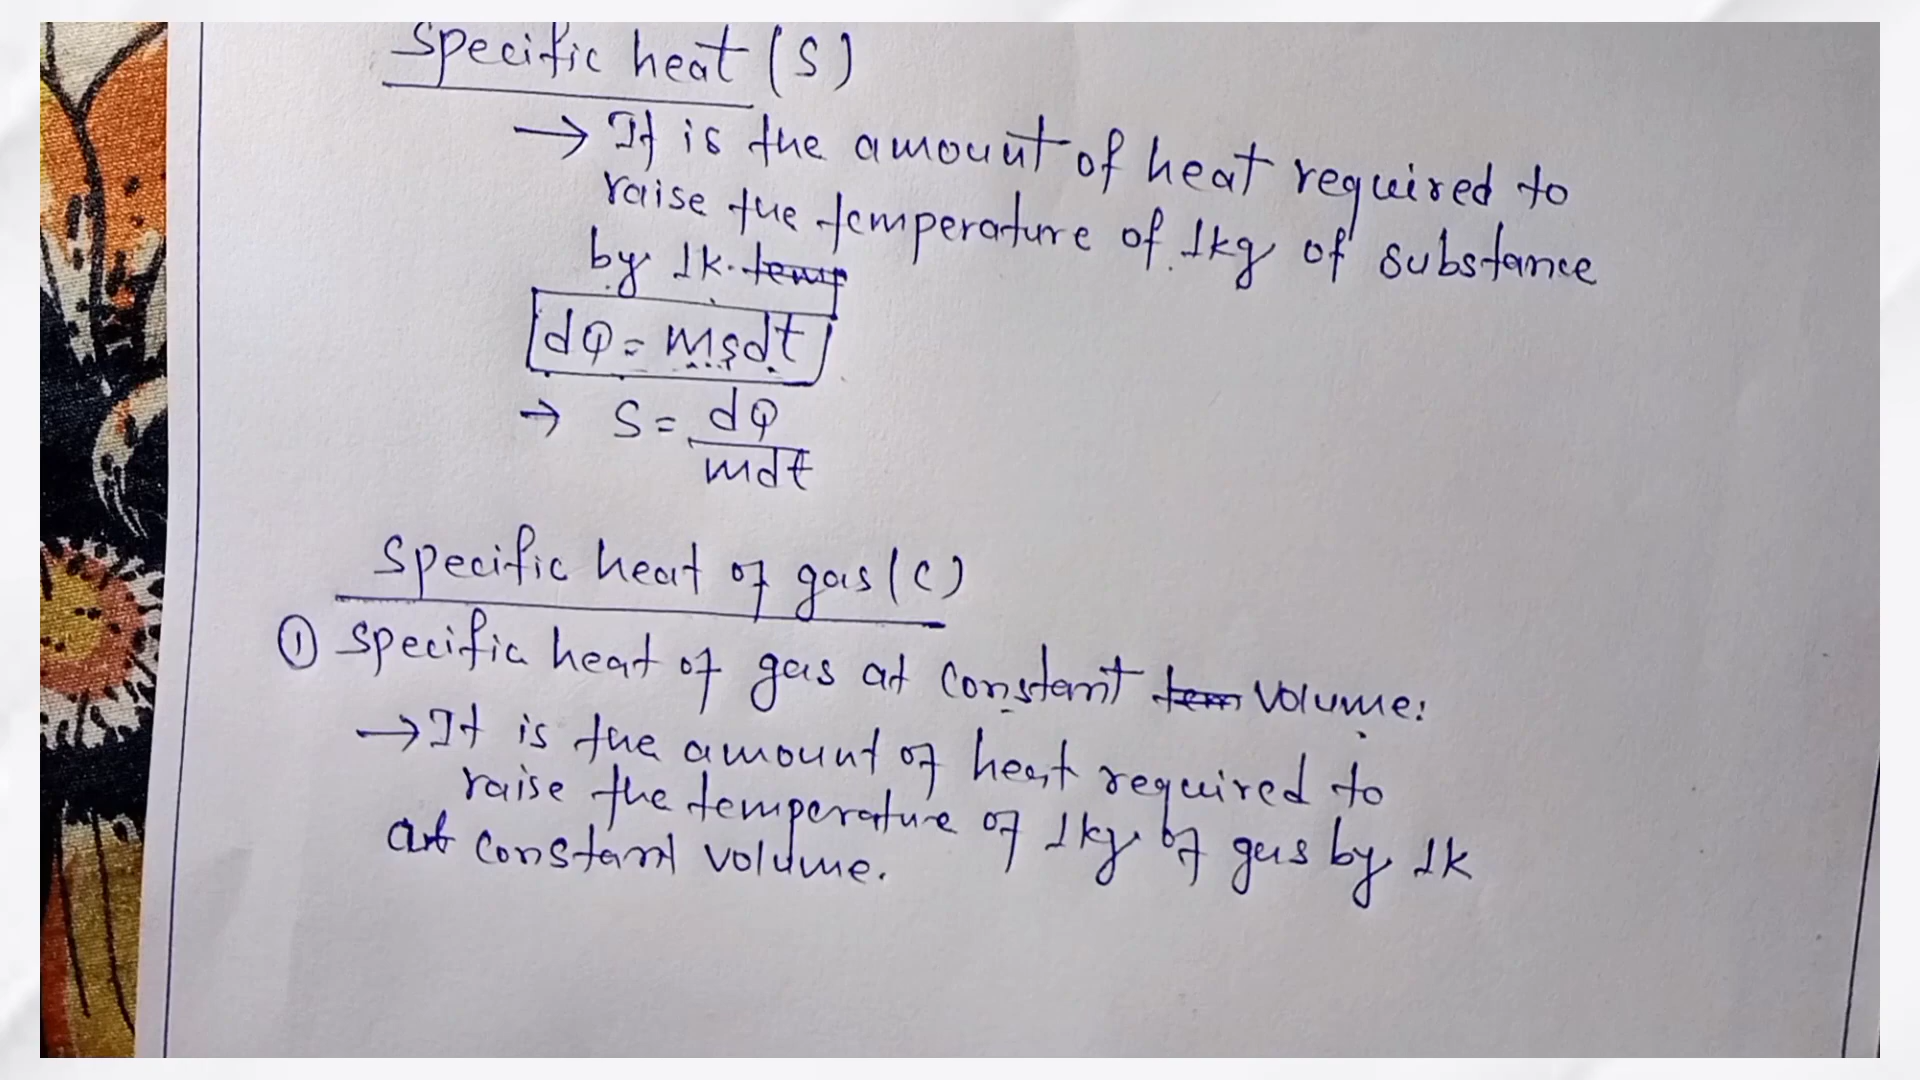 Specific heat (S)
→ It is the amount of heat required to
raise the temperature of 1kg of substance
by 1k. temp
dQ = msdt
→ S = dQ
mdt
Specific heat of gas (C)
① Specific heat of gas at constant tem volume:
→ It is the amount of heat required to
raise the temperature of 1kg of gas by 1k
at constant volume.